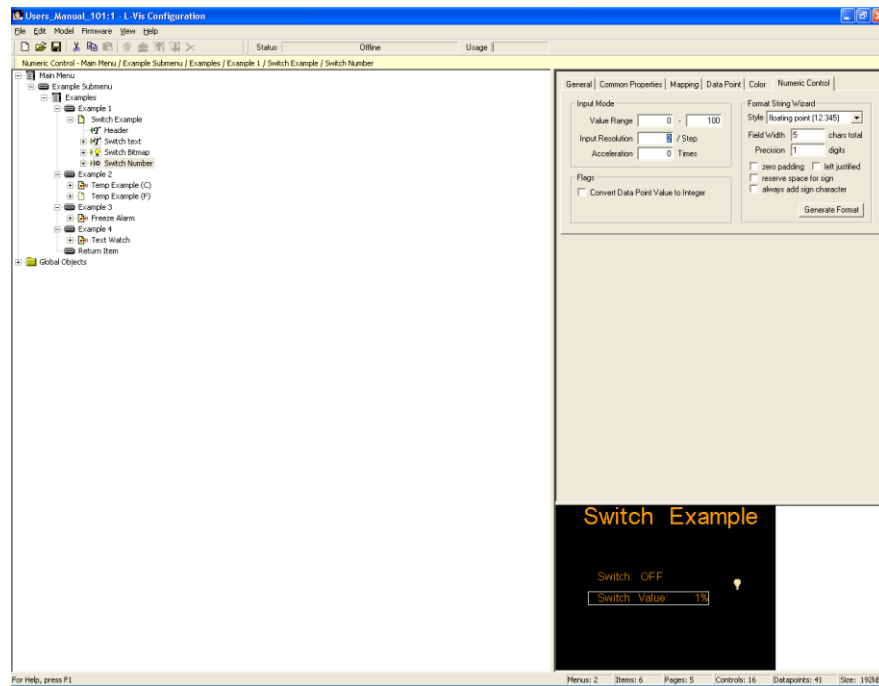 Users_Manual_101:1 - L-Vis Configuration
File Edit Model Firmware View Help
Status Offline Usage
Numeric Control - Main Menu / Example Submenu / Examples / Example 1 / Switch Example / Switch Number
Main Menu
Example Submenu
Examples
Example 1
Switch Example
Header
Switch text
Switch Bitmap
Switch Number
Example 2
Temp Example (C)
Temp Example (F)
Example 3
Freeze Alarm
Example 4
Text Watch
Return Item
Global Objects
General Common Properties Mapping Data Point Color Numeric Control
Input Mode
Value Range 0 - 100
Input Resolution 2 / Step
Acceleration 0 Times
Flags
Convert Data Point Value to Integer
Format String Wizard
Style floating point (12.345)
Field Width 5 chars total
Precision 1 digits
zero padding left justified
reserve space for sign
always add sign character
Generate Format
Switch Example
Switch: OFF
Switch Value: 1%
For Help, press F1
Menus: 2 Items: 6 Pages: 5 Controls: 16 Datapoints: 41